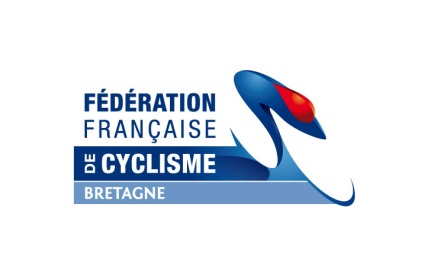 FÉDÉRATION
FRANÇAISE
DE CYCLISME
BRETAGNE